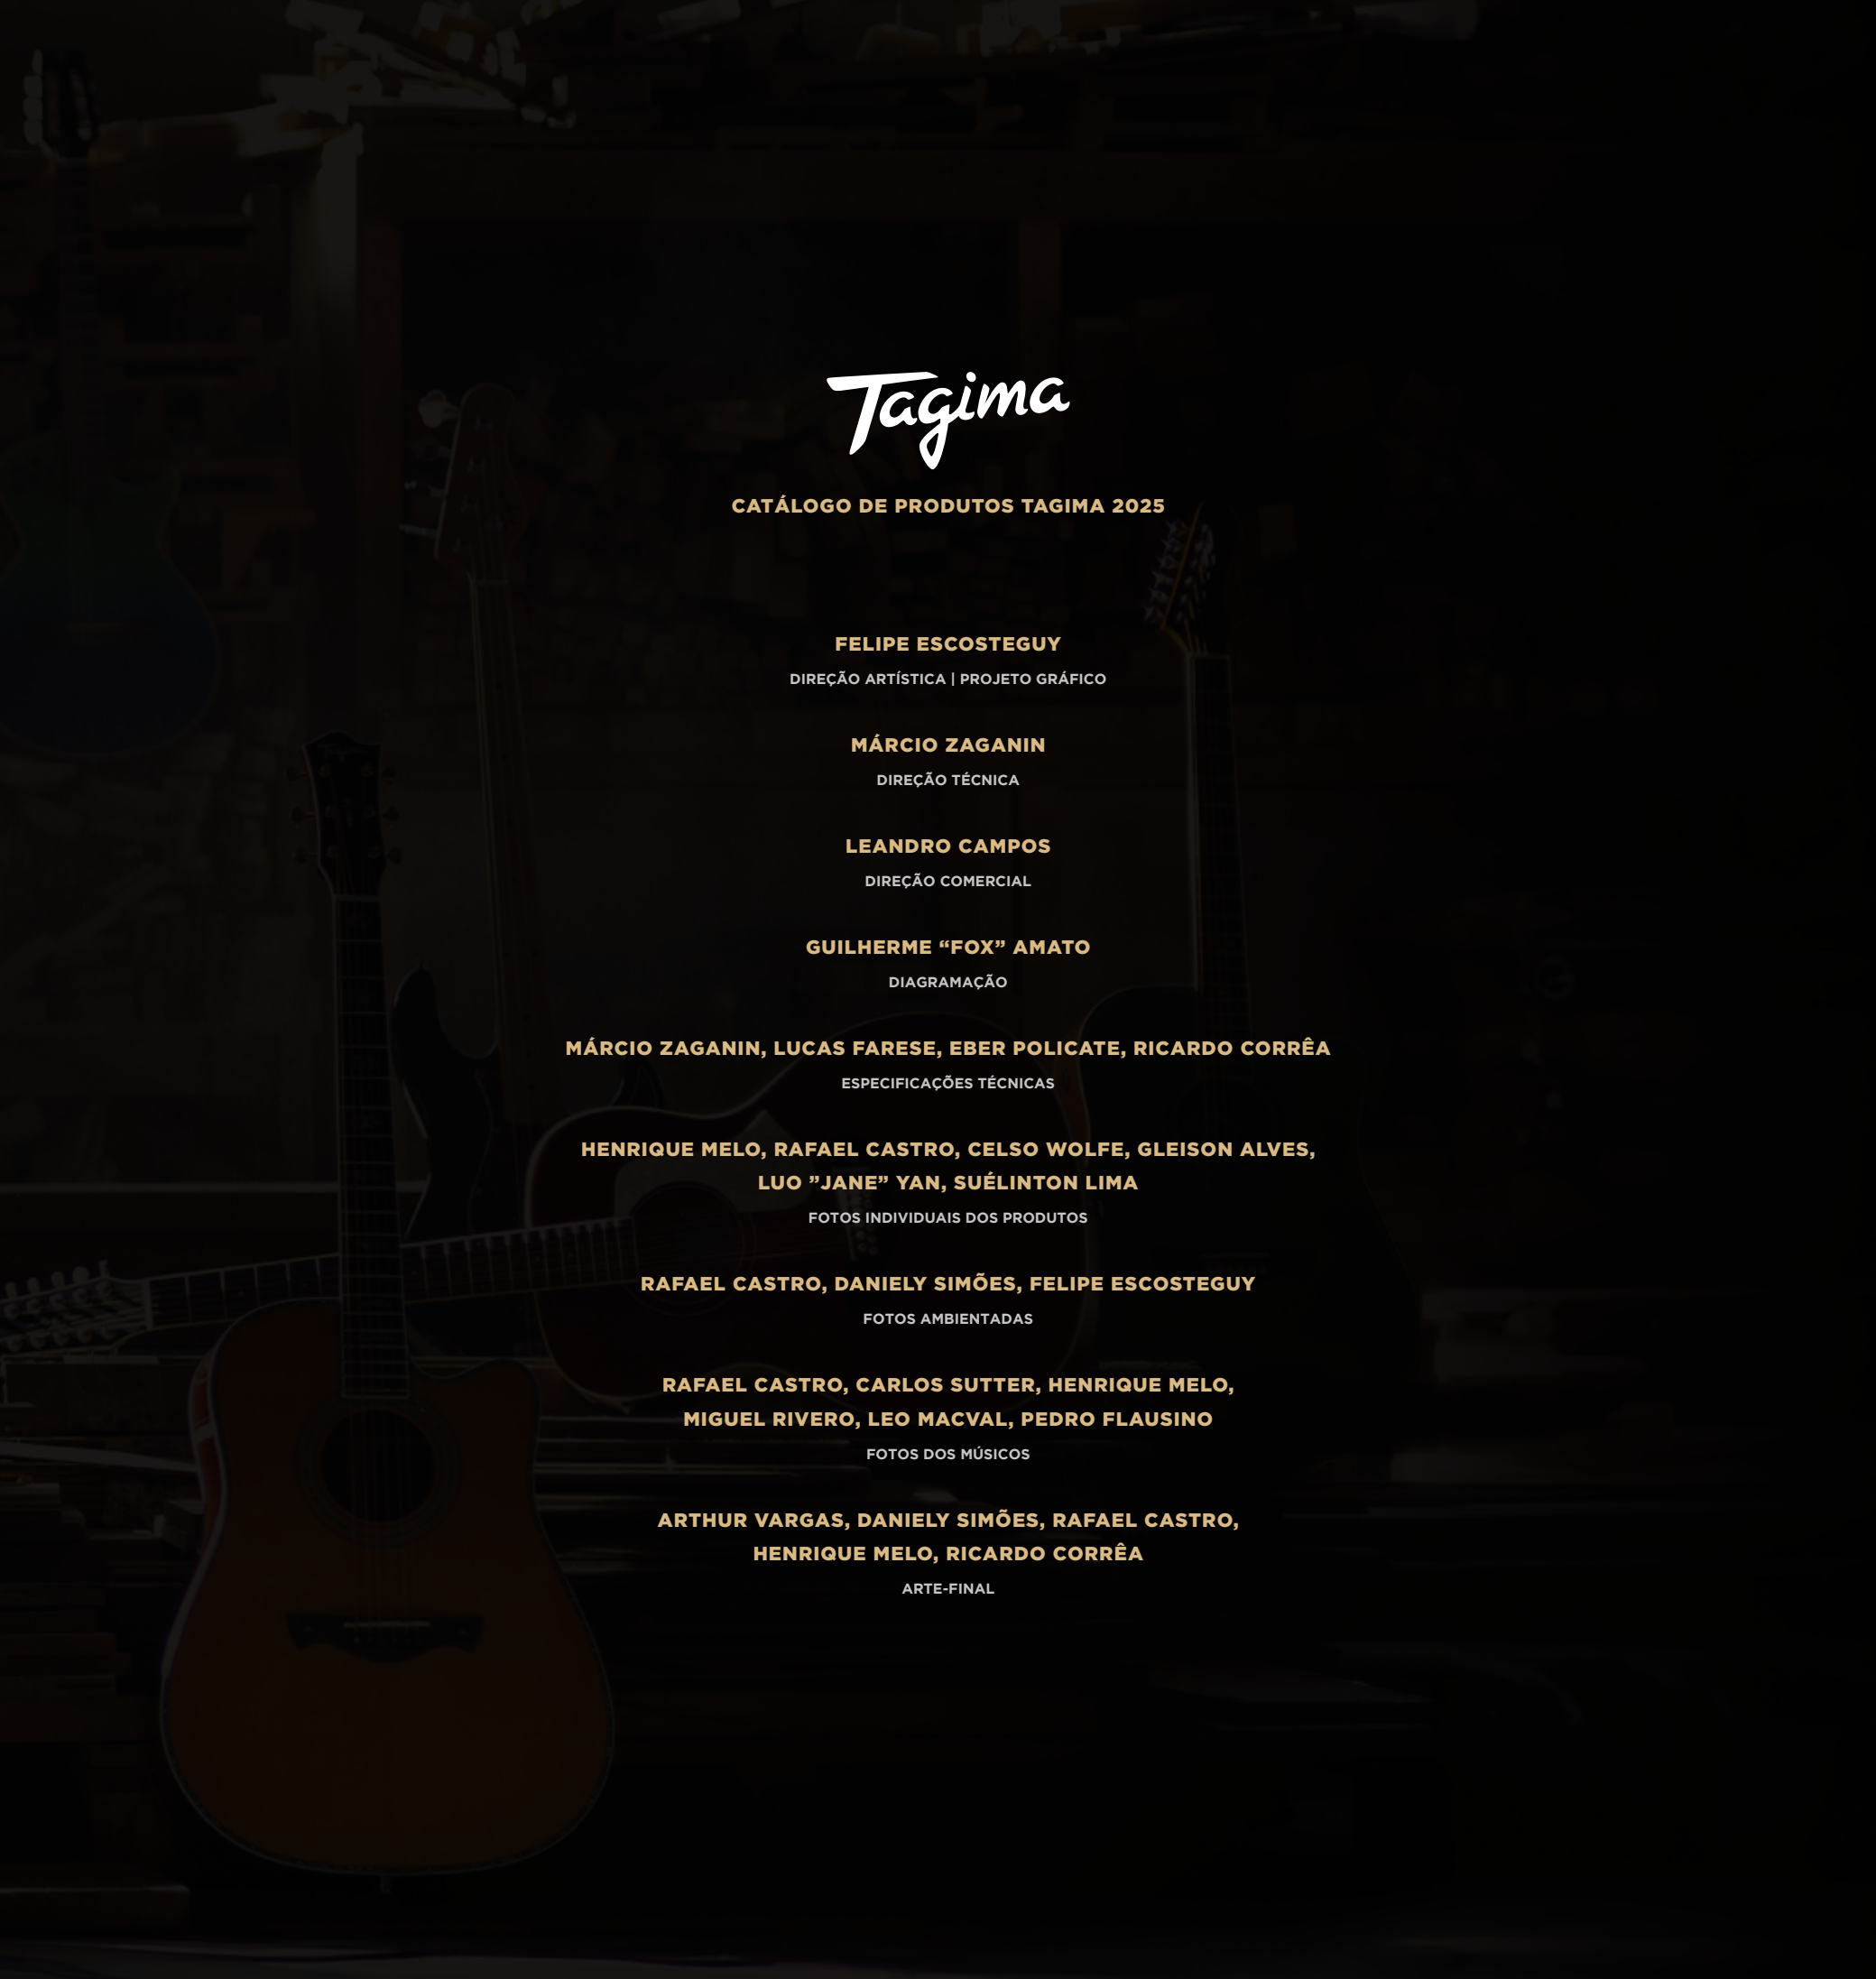 Tagima
CATÁLOGO DE PRODUTOS TAGIMA 2025
FELIPE ESCOSTEGUY
DIREÇÃO ARTÍSTICA | PROJETO GRÁFICO
MÁRCIO ZAGANIN
DIREÇÃO TÉCNICA
LEANDRO CAMPOS
DIREÇÃO COMERCIAL
GUILHERME “FOX” AMATO
DIAGRAMAÇÃO
MÁRCIO ZAGANIN, LUCAS FARESE, EBER POLICATE, RICARDO CORRÊA
ESPECIFICAÇÕES TÉCNICAS
HENRIQUE MELO, RAFAEL CASTRO, CELSO WOLFE, GLEISON ALVES,
LUO ”JANE” YAN, SUÉLINTON LIMA
FOTOS INDIVIDUAIS DOS PRODUTOS
RAFAEL CASTRO, DANIELY SIMÕES, FELIPE ESCOSTEGUY
FOTOS AMBIENTADAS
RAFAEL CASTRO, CARLOS SUTTER, HENRIQUE MELO,
MIGUEL RIVERO, LEO MACVAL, PEDRO FLAUSINO
FOTOS DOS MÚSICOS
ARTHUR VARGAS, DANIELY SIMÕES, RAFAEL CASTRO,
HENRIQUE MELO, RICARDO CORRÊA
ARTE-FINAL